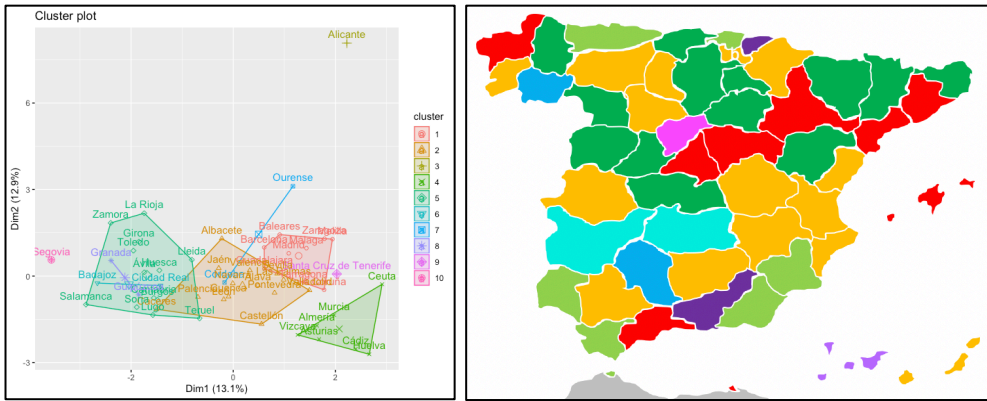 Cluster plot
Alicante
6
cluster
1
2
3
4
5
6
7
8
9
10
Dim2 (12.9%)
3
Ourense
La Rioja
Zamora
Albacete
Baleares
Girona
Toledo
Barcelona Málaga
Madrid
Granada
Jaén
Guadalajara
Lleida
Segovia
Ávila
Huesca
Santa Cruz de Tenerife
0
Badajoz
Ciudad Real
Córdoba
Ceuta
Álava
Pontevedra
Palencia
Cuenca
León
Burgos
Salamanca
Soria
Cáceres
Lugo
Teruel
Castellón
Murcia
Almería
Vizcaya
Asturias
Cádiz
Huelva
-3
-2
0
2
Dim1 (13.1%)